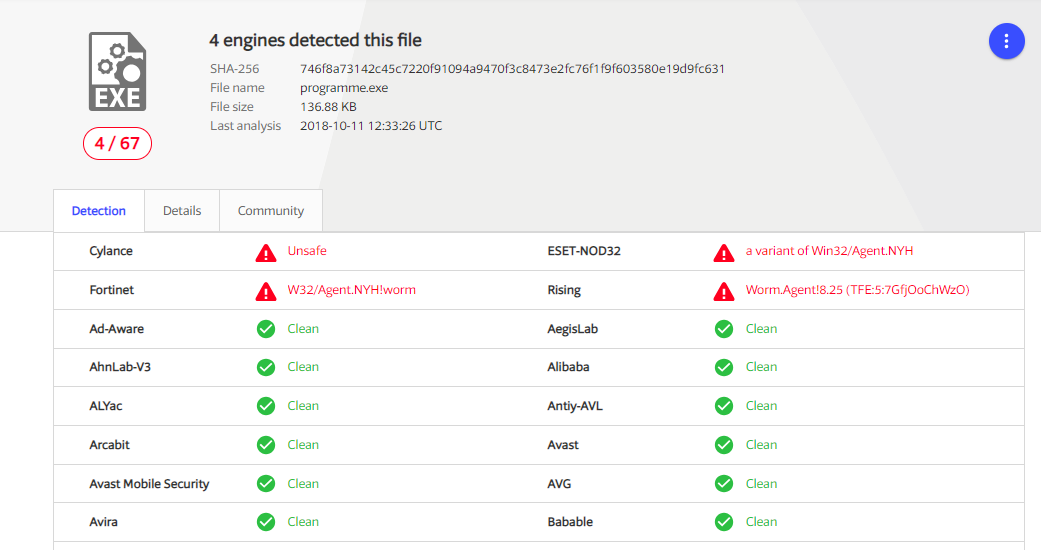 4 engines detected this file
SHA-256 746f8a73142c45c7220f91094a9470f3c8473e2fc76f1f9f603580e19d9fc631
File name programme.exe
File size 136.88 KB
Last analysis 2018-10-11 12:33:26 UTC
EXE
4 / 67
Detection Details Community
Cylance Unsafe ESET-NOD32 a variant of Win32/Agent.NYH
Fortinet W32/Agent.NYH!worm Rising Worm.Agent!8.25 (TFE:5:7GfjOoChWzO)
Ad-Aware Clean AegisLab Clean
AhnLab-V3 Clean Alibaba Clean
ALYac Clean Antiy-AVL Clean
Arcabit Clean Avast Clean
Avast Mobile Security Clean AVG Clean
Avira Clean Babable Clean